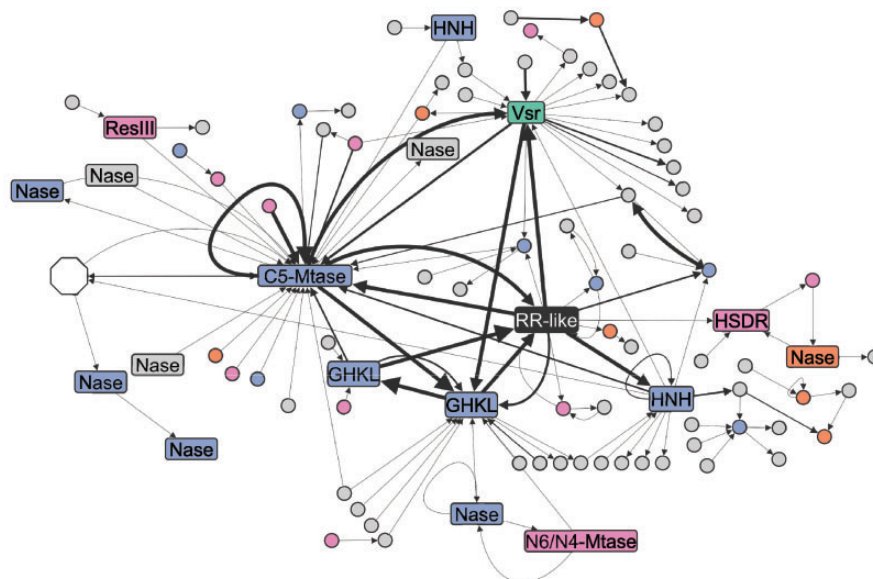 HNH
Vsr
ResIII
Nase
Nase
Nase
C5-Mtase
RR-like
HSDR
Nase
Nase
GHKL
Nase
GHKL
HNH
Nase
Nase
N6/N4-Mtase